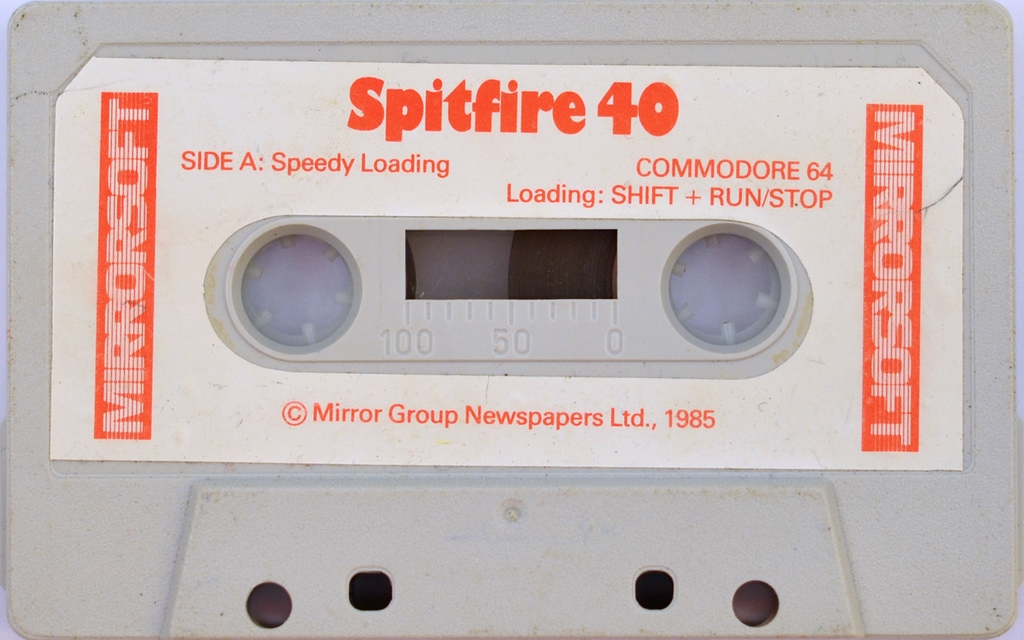 Spitfire 40
SIDE A: Speedy Loading
COMMODORE 64
Loading: SHIFT + RUN/STOP
MIRRORSOFT
MIRRORSOFT
100 50 0
© Mirror Group Newspapers Ltd., 1985